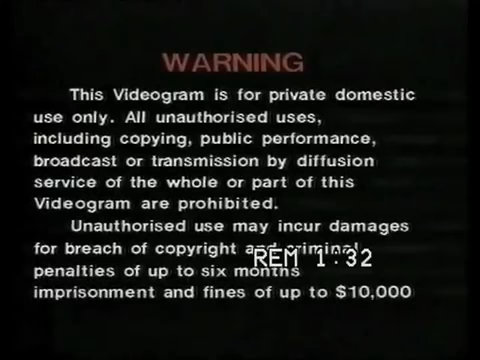 WARNING
This Videogram is for private domestic
use only. All unauthorised uses,
including copying, public performance,
broadcast or transmission by diffusion
service of the whole or part of this
Videogram are prohibited.
Unauthorised use may incur damages
for breach of copyright and criminal
REM 1:32
penalties of up to six months
imprisonment and fines of up to $10,000